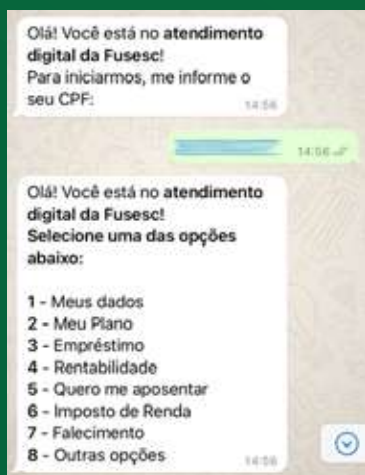 Olá! Você está no atendimento
digital da Fusesc!
Para iniciarmos, me informe o
seu CPF:
14:56
14:56
Olá! Você está no atendimento
digital da Fusesc!
Selecione uma das opções
abaixo:
1 - Meus dados
2 - Meu Plano
3 - Empréstimo
4 - Rentabilidade
5 - Quero me aposentar
6 - Imposto de Renda
7 - Falecimento
8 - Outras opções
14:56